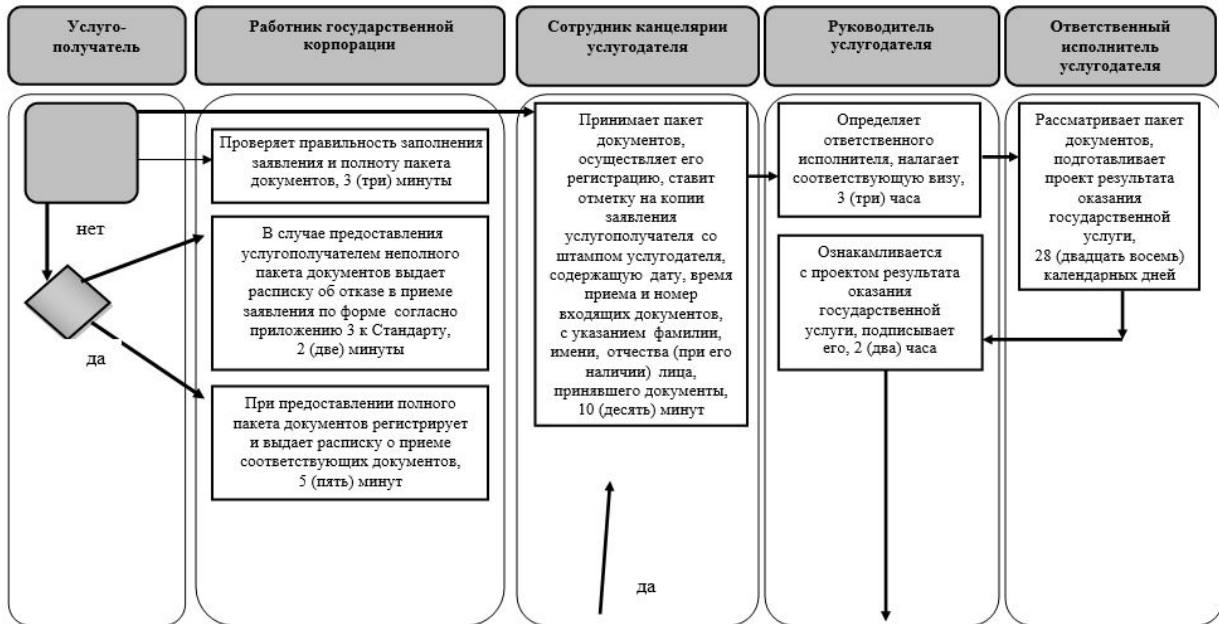 Услуго-
получатель
Работник государственной
корпорации
Сотрудник канцелярии
услугодателя
Руководитель
услугодателя
Ответственный
исполнитель
услугодателя
Проверяет правильность заполнения
заявления и полноту пакета
документов, 3 (три) минуты
нет
В случае предоставления
услугополучателем неполного
пакета документов выдает
расписку об отказе в приеме
заявления по форме согласно
приложению 3 к Стандарту,
2 (две) минуты
да
При предоставлении полного
пакета документов регистрирует
и выдает расписку о приеме
соответствующих документов,
5 (пять) минут
Принимает пакет
документов,
осуществляет его
регистрацию, ставит
отметку на копии
заявления
услугополучателя со
штампом услугодателя,
содержащую дату, время
приема и номер
входящих документов,
с указанием фамилии,
имени, отчества (при его
наличии) лица,
принявшего документы,
10 (десять) минут
да
Определяет
ответственного
исполнителя, налагает
соответствующую визу,
3 (три) часа
Ознакамливается
с проектом результата
оказания
государственной
услуги, подписывает
его, 2 (два) часа
Рассматривает пакет
документов,
подготавливает
проект результата
оказания
государственной
услуги,
28 (двадцать восемь)
календарных дней